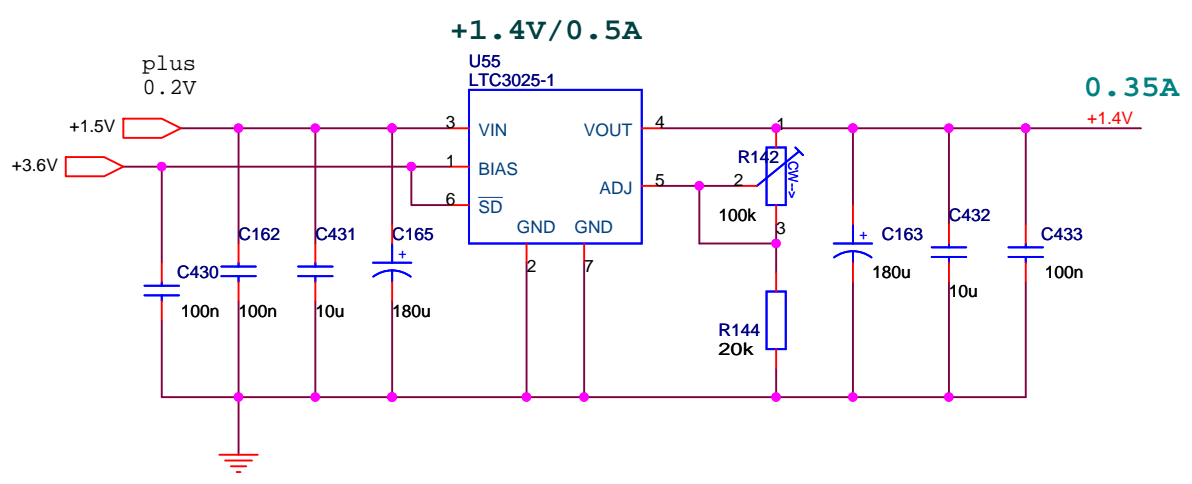 +1.4V/0.5A
U55
LTC3025-1
plus
0.2V
0.35A
+1.5V
3
VIN
VOUT
4
1
+1.4V
+3.6V
1
BIAS
R142
CW-->
ADJ
5
2
6
SD
100k
GND
GND
3
C162
C431
C165
+
C163
+
C432
C433
2
7
C430
180u
100n
10u
100n
100n
10u
180u
R144
20k